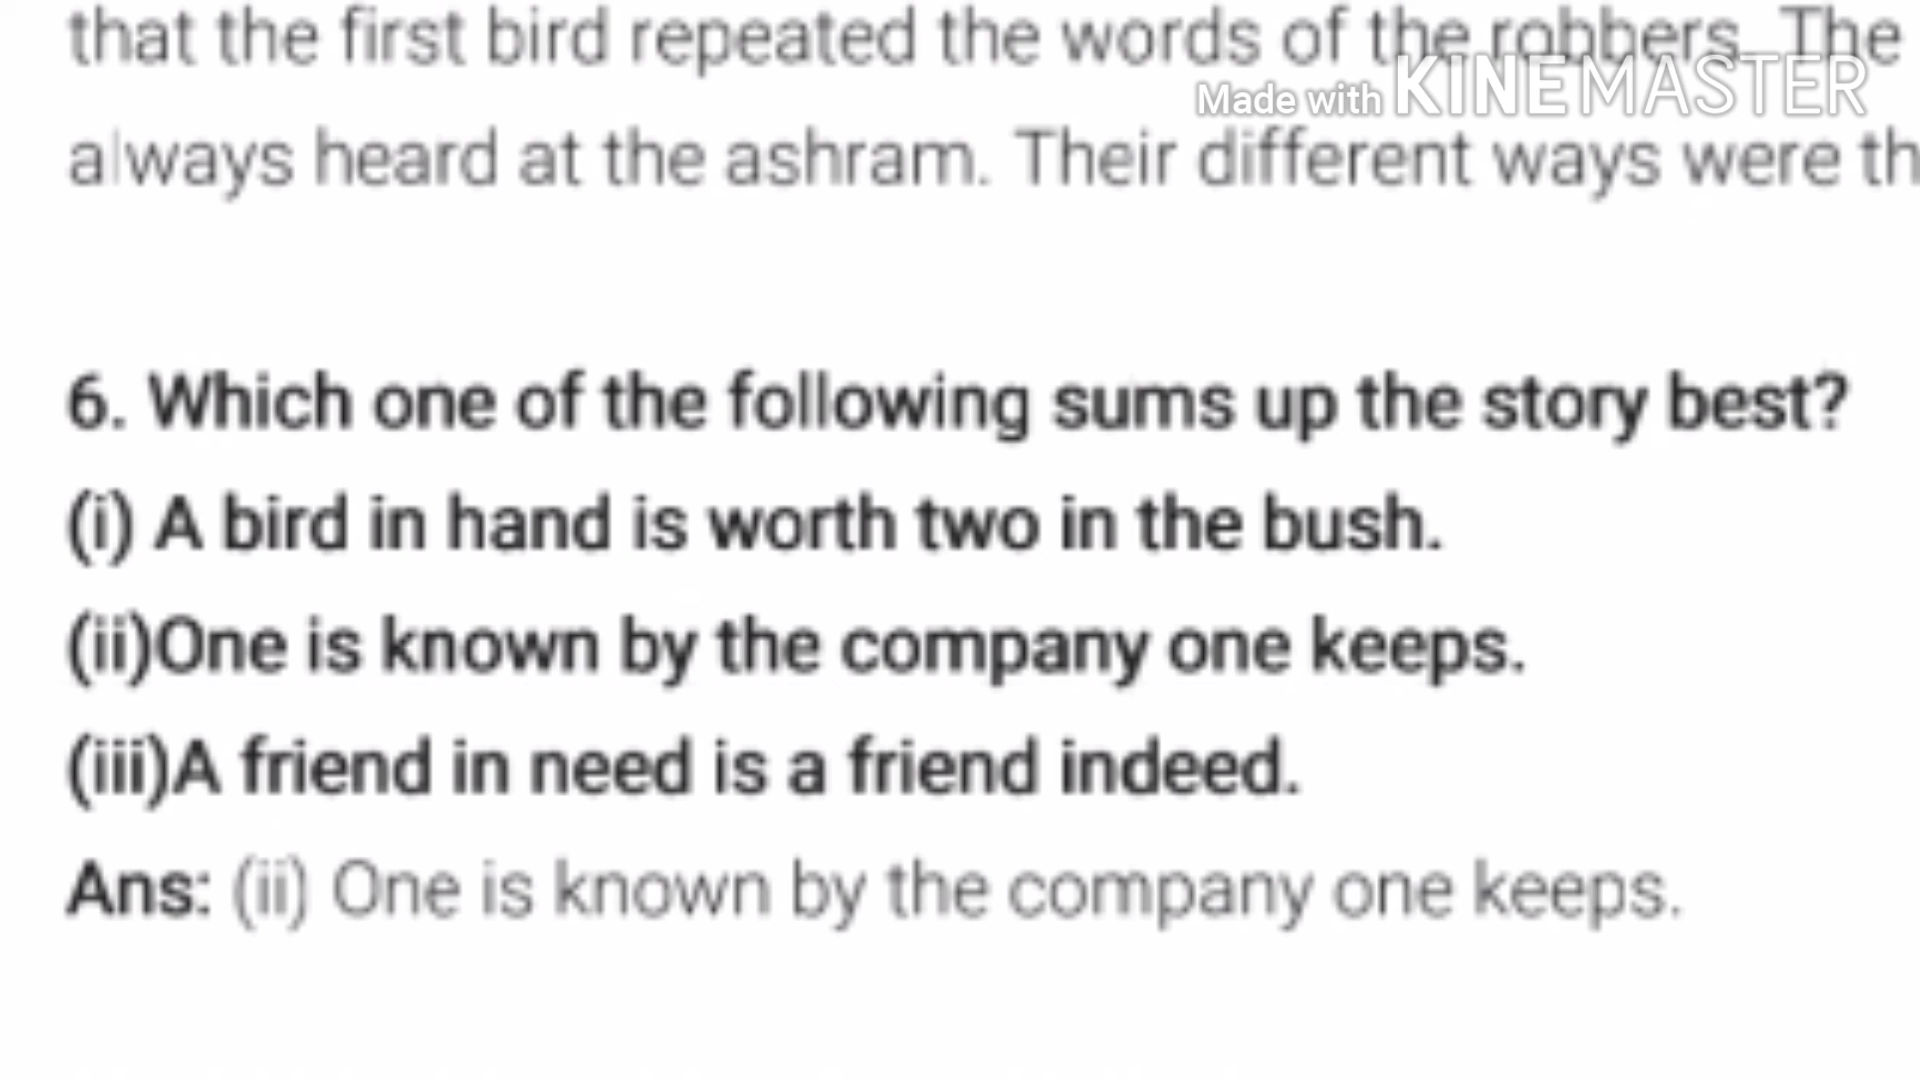 that the first bird repeated the words of the robbers. The
Made with KINEMASTER
always heard at the ashram. Their different ways were th
6. Which one of the following sums up the story best?
(i) A bird in hand is worth two in the bush.
(ii)One is known by the company one keeps.
(iii)A friend in need is a friend indeed.
Ans: (ii) One is known by the company one keeps.